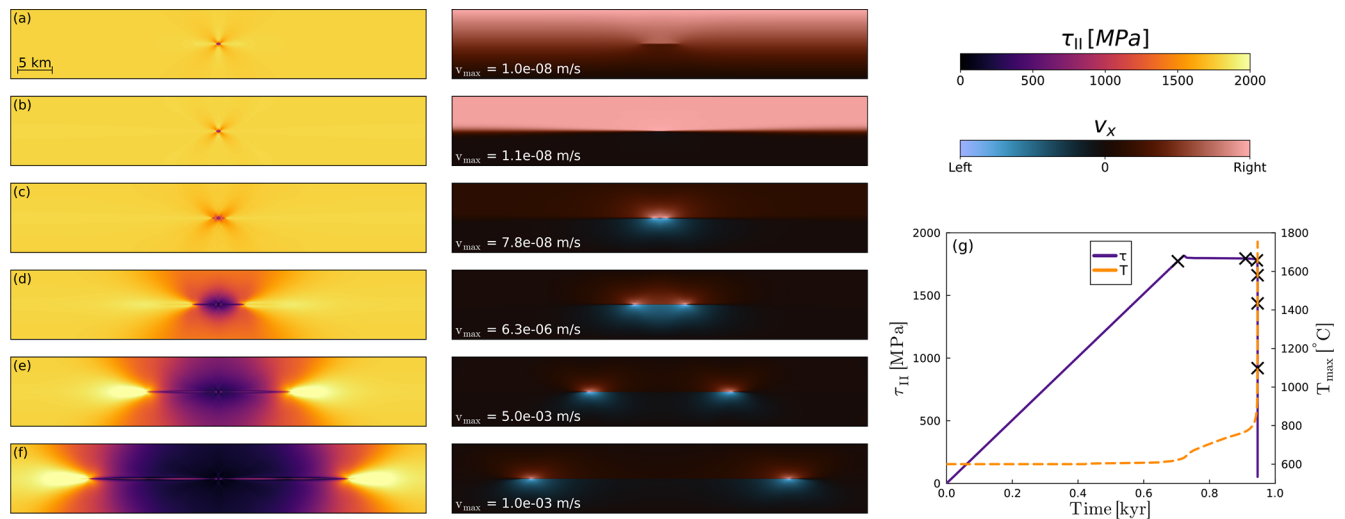 (a)
5 km
v_max = 1.0e-08 m/s
(b)
v_max = 1.1e-08 m/s
(c)
v_max = 7.8e-08 m/s
(d)
v_max = 6.3e-06 m/s
(e)
v_max = 5.0e-03 m/s
(f)
v_max = 1.0e-03 m/s
τ_II [MPa]
0 500 1000 1500 2000
v_x
Left 0 Right
(g)
τ
T
2000
1500
1000
500
0
τ_II [MPa]
1800
1600
1400
1200
1000
800
600
T_max [°C]
0.0 0.2 0.4 0.6 0.8 1.0
Time [kyr]